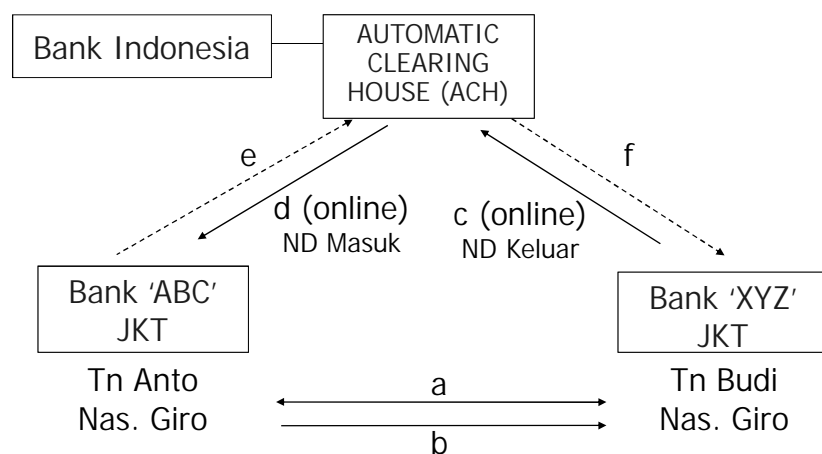 Bank Indonesia
AUTOMATIC
CLEARING
HOUSE (ACH)
e
f
d (online)
ND Masuk
c (online)
ND Keluar
Bank ‘ABC’
JKT
Bank ‘XYZ’
JKT
Tn Anto
Nas. Giro
a
b
Tn Budi
Nas. Giro